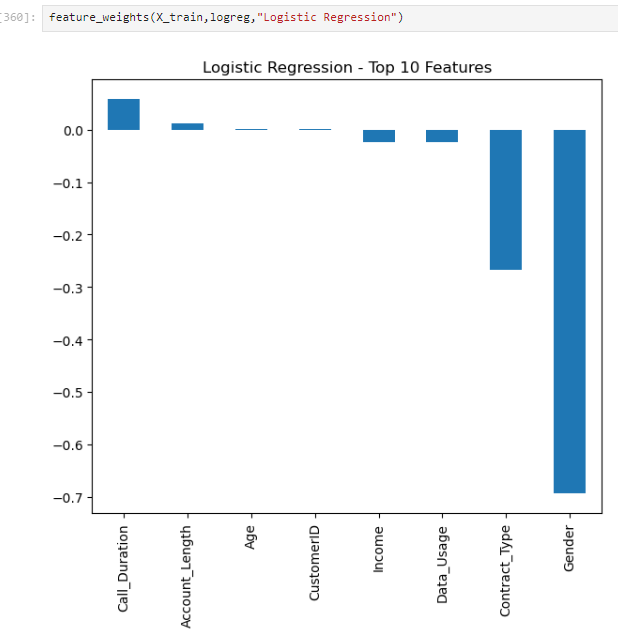 [360]: feature_weights(X_train,logreg,"Logistic Regression")
Logistic Regression - Top 10 Features
0.0
−0.1
−0.2
−0.3
−0.4
−0.5
−0.6
−0.7
Call_Duration
Account_Length
Age
CustomerID
Income
Data_Usage
Contract_Type
Gender